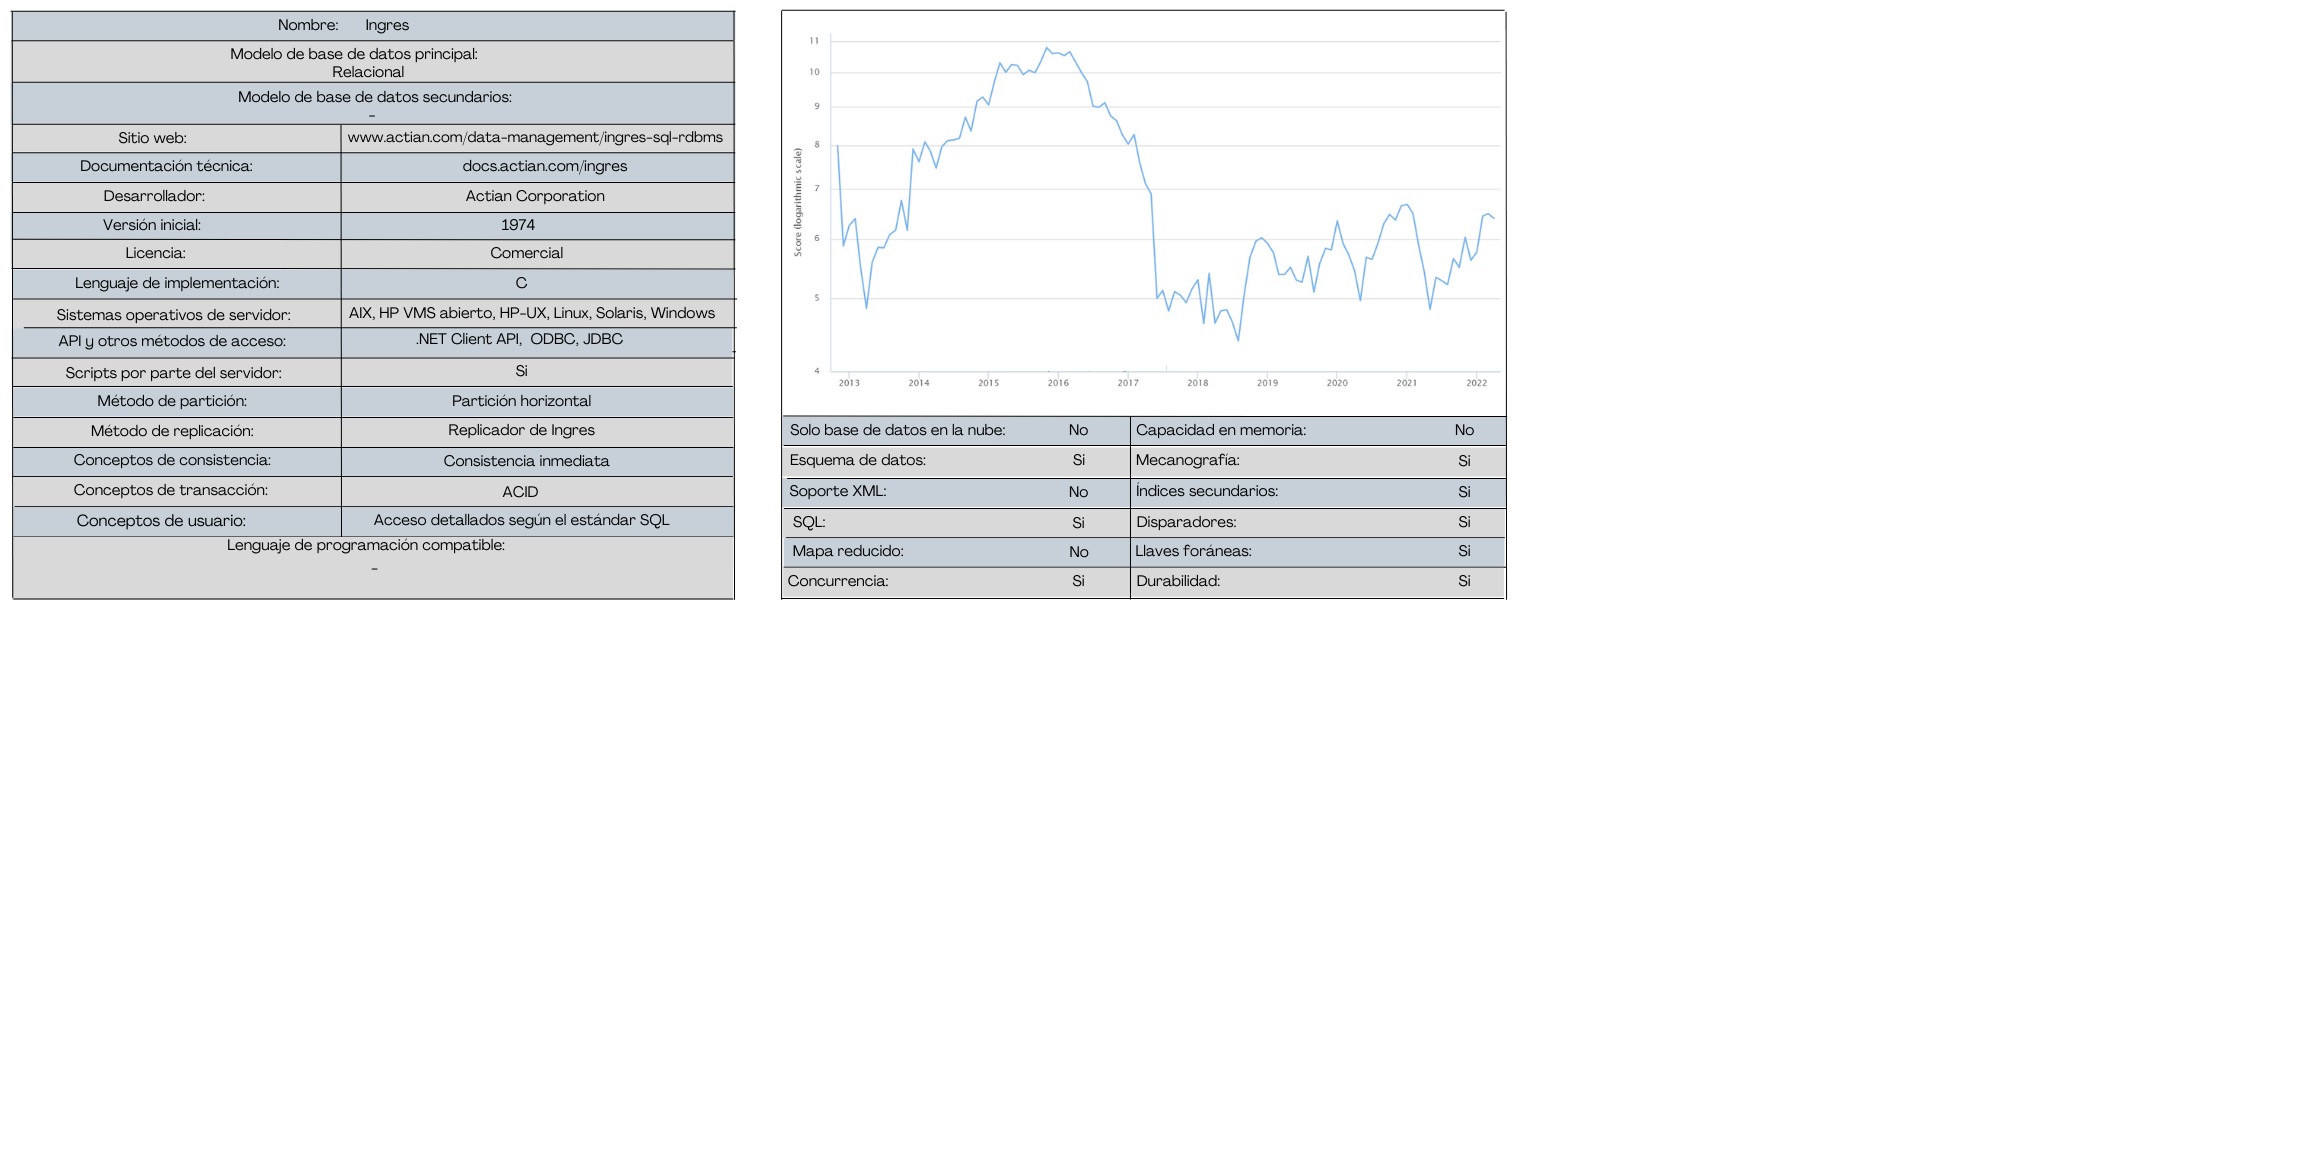 Nombre: Ingres
Modelo de base de datos principal:
Relacional
Modelo de base de datos secundarios:
-
Sitio web: www.actian.com/data-management/ingres-sql-rdbms
Documentación técnica: docs.actian.com/ingres
Desarrollador: Actian Corporation
Versión inicial: 1974
Licencia: Comercial
Lenguaje de implementación: C
Sistemas operativos de servidor: AIX, HP VMS abierto, HP-UX, Linux, Solaris, Windows
API y otros métodos de acceso: .NET Client API, ODBC, JDBC
Scripts por parte del servidor: Si
Método de partición: Partición horizontal
Método de replicación: Replicador de Ingres
Conceptos de consistencia: Consistencia inmediata
Conceptos de transacción: ACID
Conceptos de usuario: Acceso detallados según el estándar SQL
Lenguaje de programación compatible:
-
Score (logarithmic scale)
11
10
9
8
7
6
5
4
2013 2014 2015 2016 2017 2018 2019 2020 2021 2022
Solo base de datos en la nube: No Capacidad en memoria: No
Esquema de datos: Si Mecanografía: Si
Soporte XML: No Índices secundarios: Si
SQL: Si Disparadores: Si
Mapa reducido: No Llaves foráneas: Si
Concurrencia: Si Durabilidad: Si